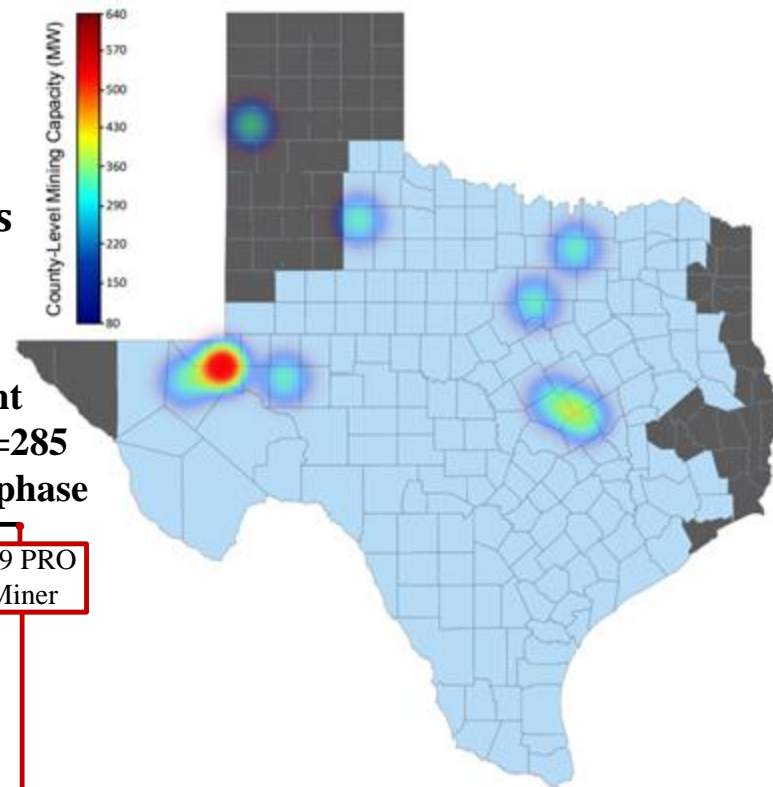 County-Level Mining Capacity (MW)
640
570
500
430
360
290
220
150
80
s
nt
=285
phase
9 PRO
Miner